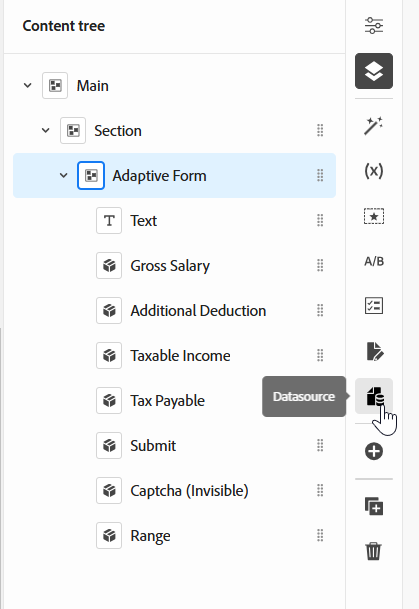 Content tree
Main
Section
Adaptive Form
T Text
Gross Salary
(x)
Additional Deduction
A/B
Taxable Income
Tax Payable
Datasource
Submit
Captcha (Invisible)
Range